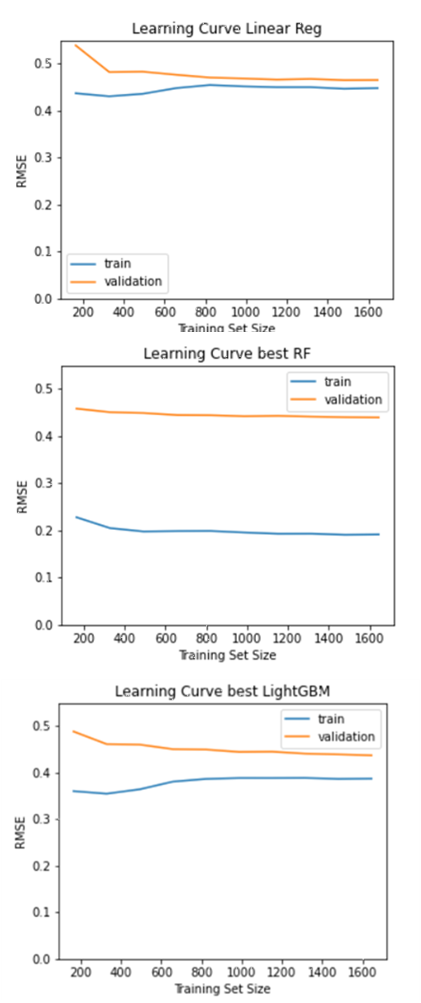 Learning Curve Linear Reg
0.5
0.4
0.3
0.2
0.1
0.0
RMSE
train
validation
200 400 600 800 1000 1200 1400 1600
Training Set Size
Learning Curve best RF
0.5
0.4
0.3
0.2
0.1
0.0
RMSE
train
validation
200 400 600 800 1000 1200 1400 1600
Training Set Size
Learning Curve best LightGBM
0.5
0.4
0.3
0.2
0.1
0.0
RMSE
train
validation
200 400 600 800 1000 1200 1400 1600
Training Set Size